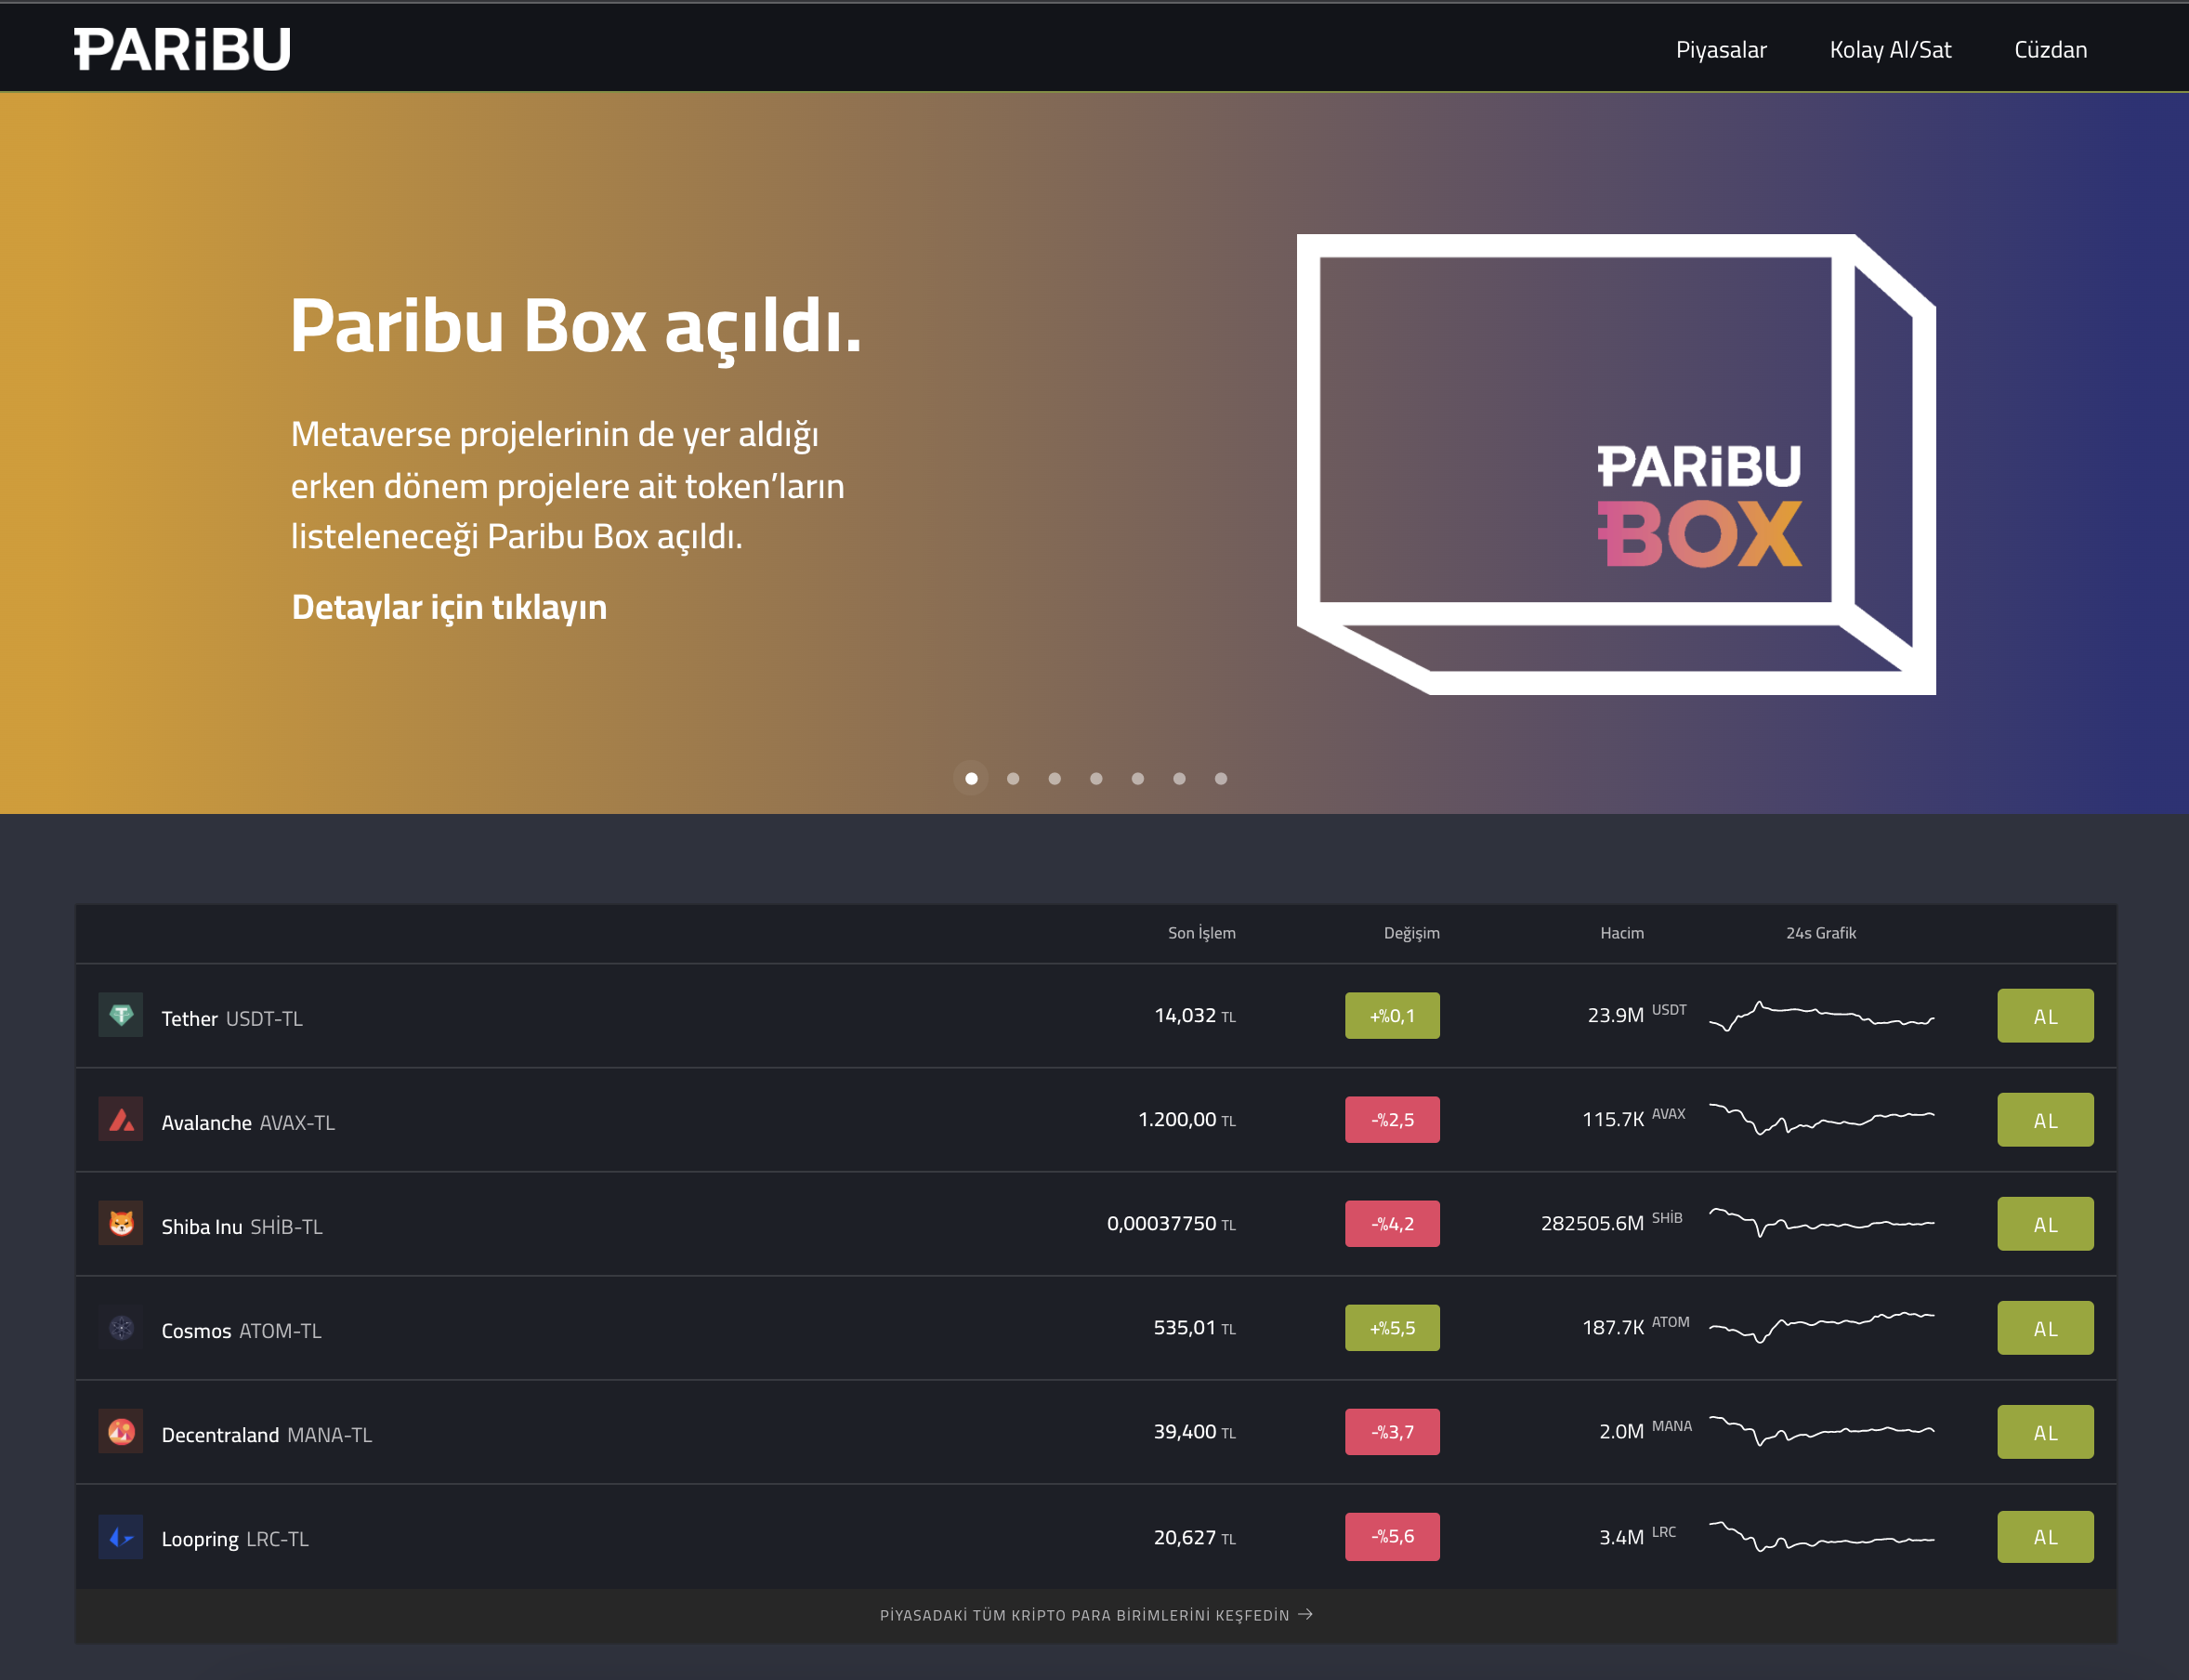 PARiBU
Piyasalar Kolay Al/Sat Cüzdan
Paribu Box açıldı.
Metaverse projelerinin de yer aldığı
erken dönem projelere ait token’ların
listeleneceği Paribu Box açıldı.
Detaylar için tıklayın
PARiBU
BOX
Son İşlem Değişim Hacim 24s Grafik
Tether USDT-TL 14,032 TL +%0,1 23.9M USDT AL
Avalanche AVAX-TL 1.200,00 TL -%2,5 115.7K AVAX AL
Shiba Inu SHİB-TL 0,00037750 TL -%4,2 282505.6M SHİB AL
Cosmos ATOM-TL 535,01 TL +%5,5 187.7K ATOM AL
Decentraland MANA-TL 39,400 TL -%3,7 2.0M MANA AL
Loopring LRC-TL 20,627 TL -%5,6 3.4M LRC AL
PİYASADAKİ TÜM KRİPTO PARA BİRİMLERİNİ KEŞFEDİN →